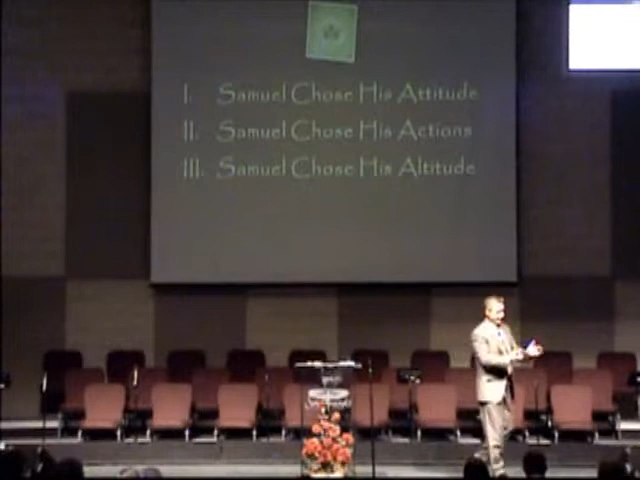 I. Samuel Chose His Attitude
II. Samuel Chose His Actions
III. Samuel Chose His Altitude